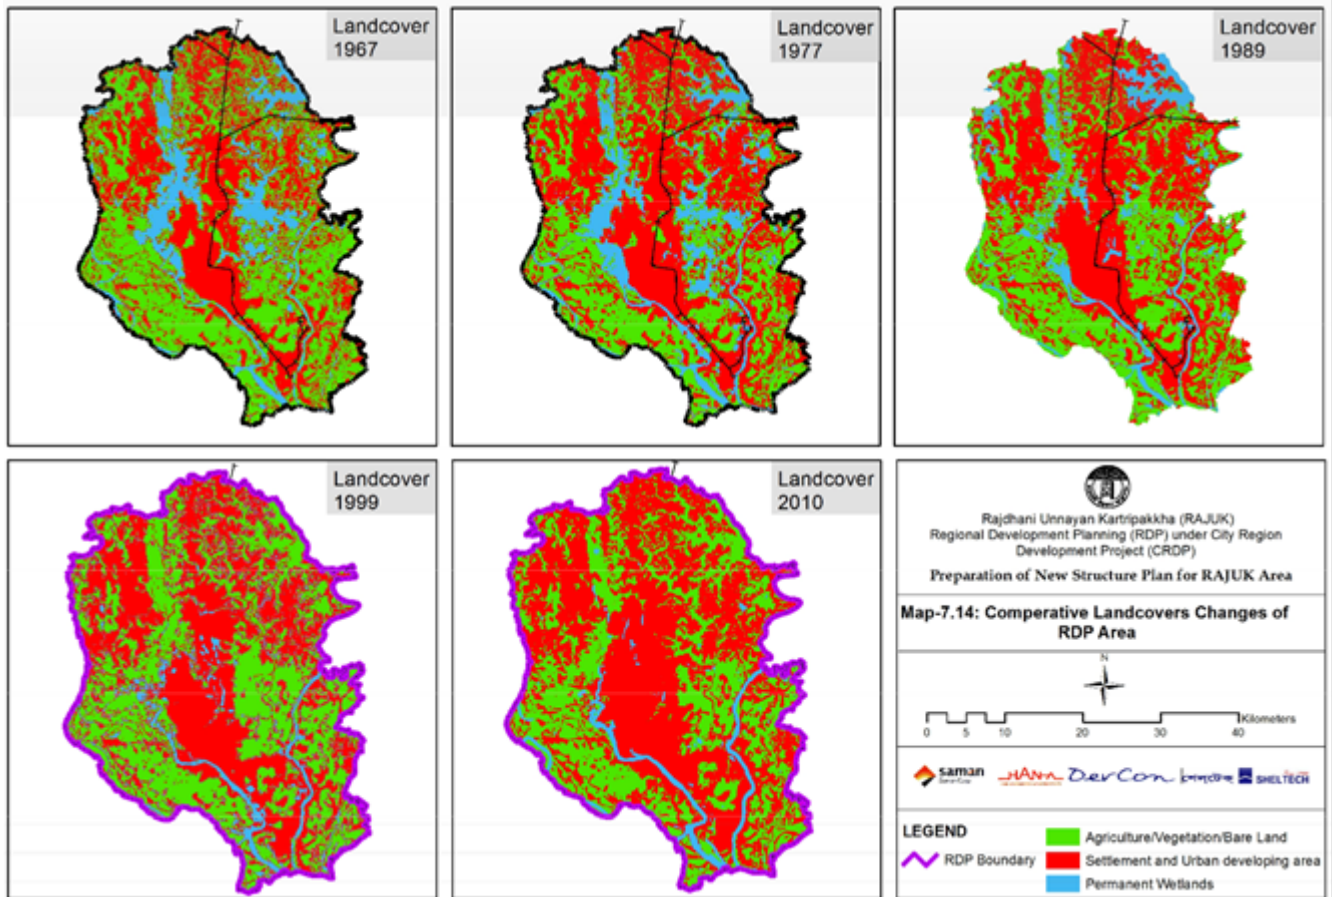 Landcover
1967
Landcover
1977
Landcover
1989
Landcover
1999
Landcover
2010
Rajdhani Unnayan Kartripakkha (RAJUK)
Regional Development Planning (RDP) under City Region
Development Project (CRDP)
Preparation of New Structure Plan for RAJUK Area
Map-7.14: Comperative Landcovers Changes of
RDP Area
N
Kilometers
0 5 10 20 30 40
saman
HANA DevCon SHELTECH
LEGEND
RDP Boundary
Agriculture/Vegetation/Bare Land
Settlement and Urban developing area
Permanent Wetlands